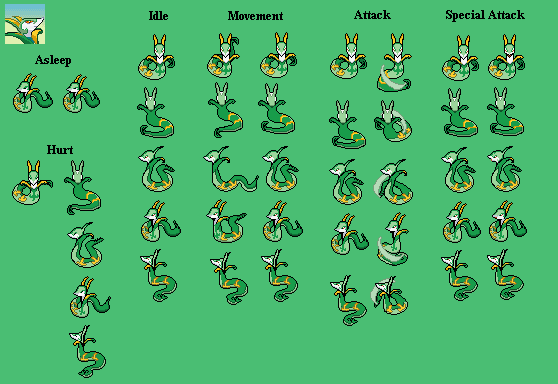 Idle
Movement
Attack
Special Attack
Asleep
Hurt